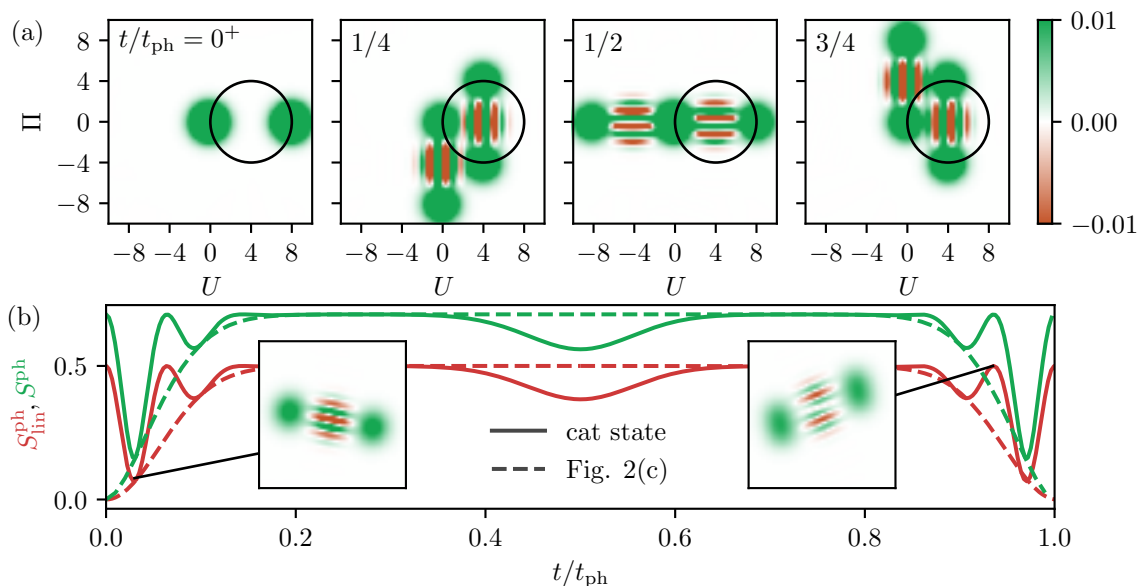 (a)
t/t_ph = 0⁺
1/4
1/2
3/4
Π
8
4
0
−4
−8
−8 −4 0 4 8
−8 −4 0 4 8
−8 −4 0 4 8
−8 −4 0 4 8
U U U U
0.01
0.00
−0.01
(b)
S_lin^ph, S^ph
0.5
0.0
cat state
Fig. 2(c)
0.0 0.2 0.4 0.6 0.8 1.0
t/t_ph